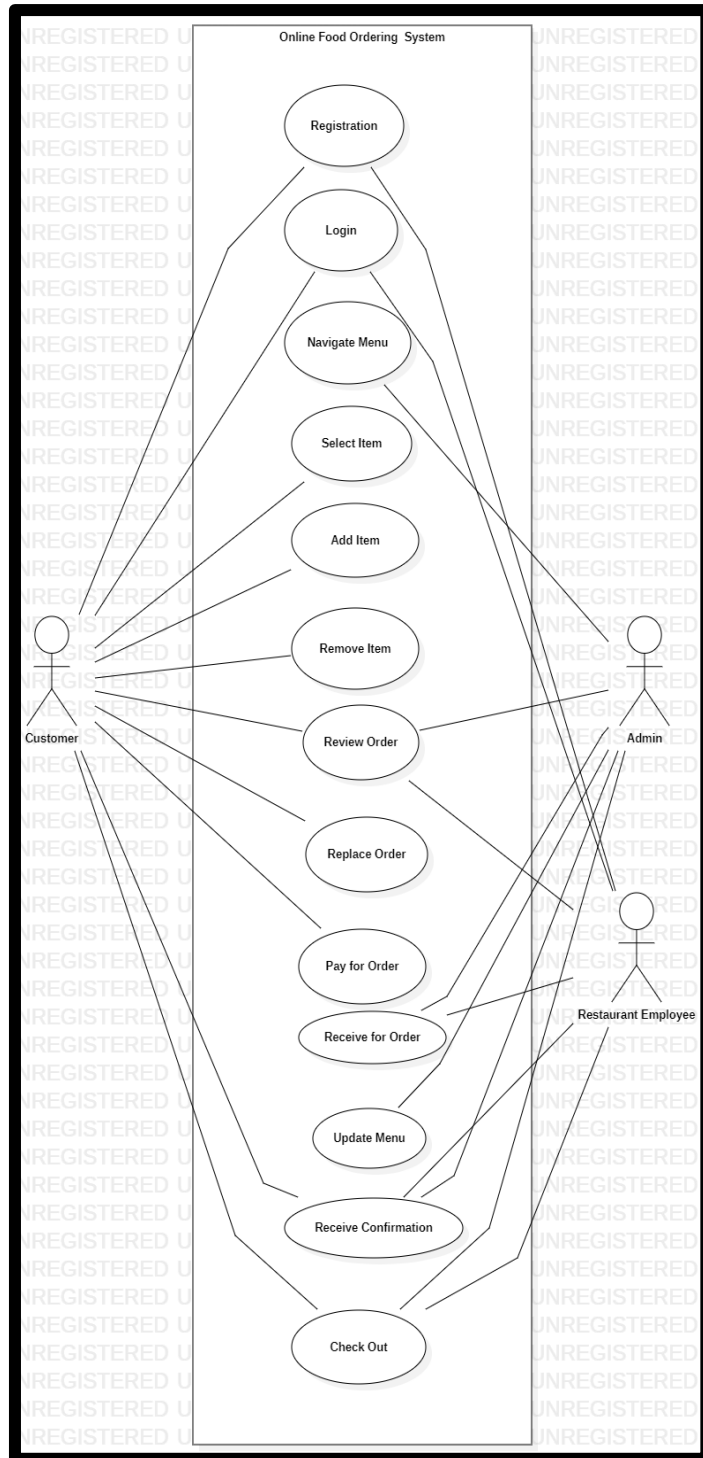 Online Food Ordering System
Registration
Login
Navigate Menu
Select Item
Add Item
Remove Item
Review Order
Customer
Admin
Replace Order
Pay for Order
Restaurant Employee
Receive for Order
Update Menu
Receive Confirmation
Check Out
UNREGISTERED